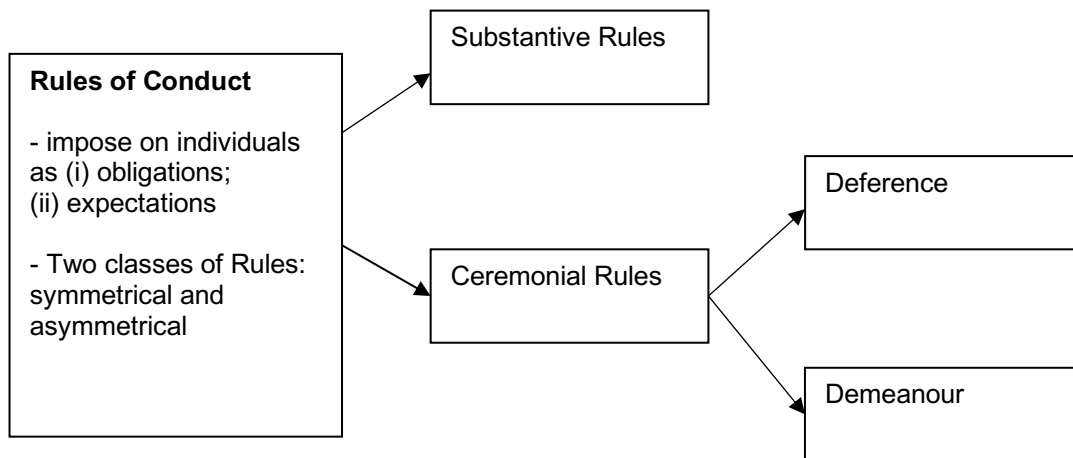 Rules of Conduct
- impose on individuals
as (i) obligations;
(ii) expectations
- Two classes of Rules:
symmetrical and
asymmetrical
Substantive Rules
Ceremonial Rules
Deference
Demeanour